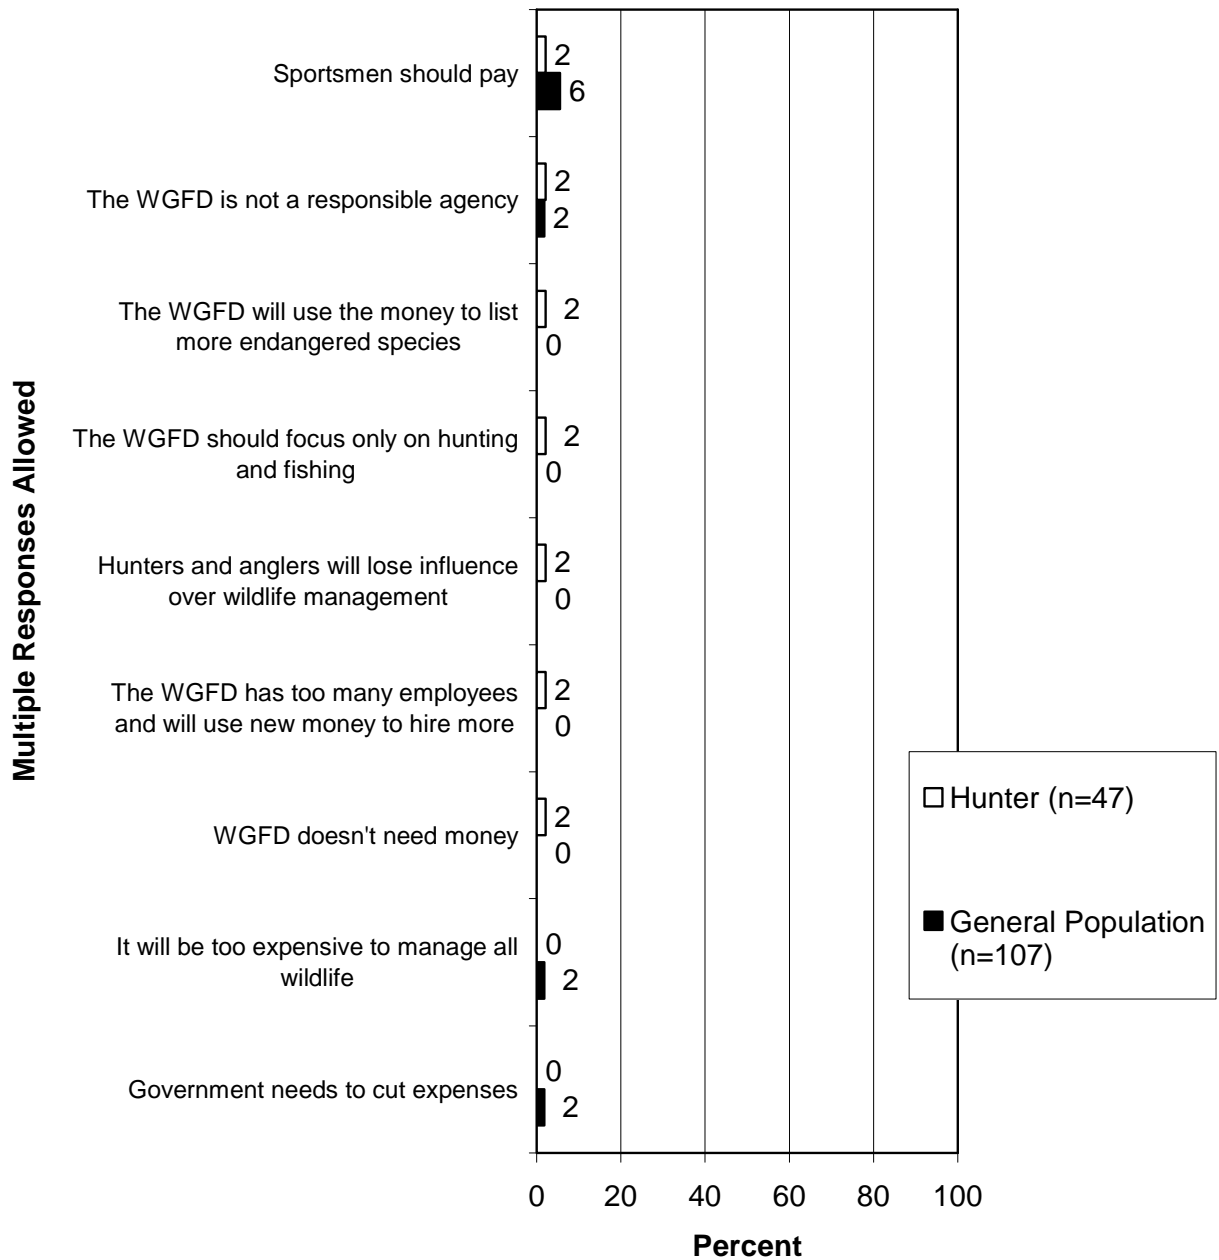 Multiple Responses Allowed
Sportsmen should pay
2
6
The WGFD is not a responsible agency
2
2
The WGFD will use the money to list
more endangered species
2
0
The WGFD should focus only on hunting
and fishing
2
0
Hunters and anglers will lose influence
over wildlife management
2
0
The WGFD has too many employees
and will use new money to hire more
2
0
WGFD doesn't need money
2
0
It will be too expensive to manage all
wildlife
0
2
Government needs to cut expenses
0
2
Hunter (n=47)
General Population
(n=107)
0 20 40 60 80 100
Percent